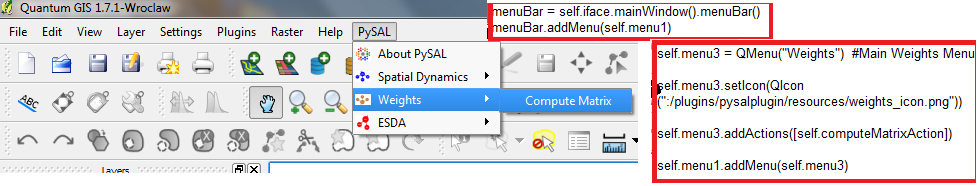 Quantum GIS 1.7.1-Wroclaw
File Edit View Layer Settings Plugins Raster Help PySAL
About PySAL
Spatial Dynamics
Weights
Compute Matrix
ESDA
Layers
menuBar = self.iface.mainWindow().menuBar()
menuBar.addMenu(self.menu1)
self.menu3 = QMenu("Weights") #Main Weights Menu
self.menu3.setIcon(QIcon
(":/plugins/pysalplugin/resources/weights_icon.png"))
self.menu3.addActions([self.computeMatrixAction])
self.menu1.addMenu(self.menu3)